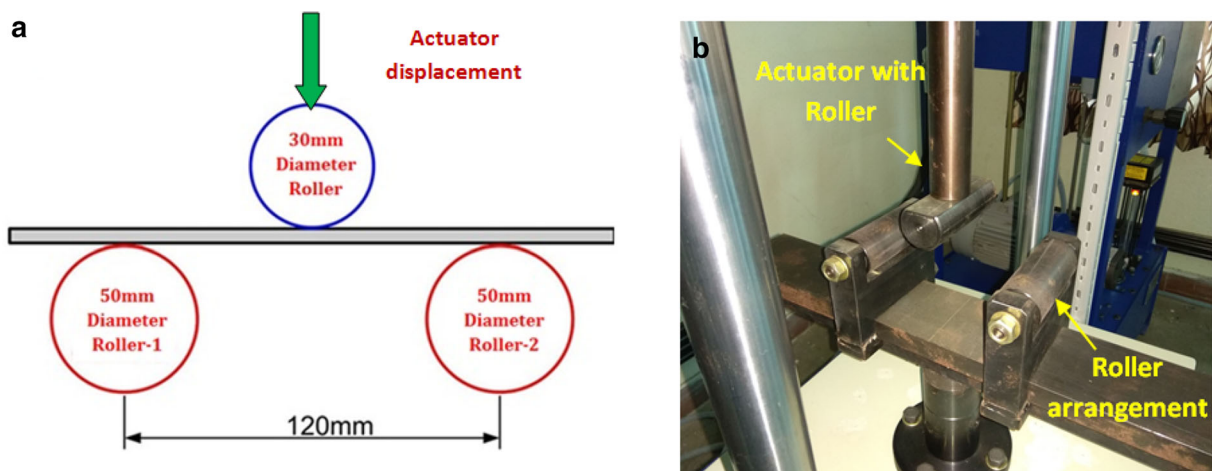 a
Actuator
displacement
30mm
Diameter
Roller
50mm
Diameter
Roller-1
50mm
Diameter
Roller-2
120mm
b
Actuator with
Roller
Roller
arrangement